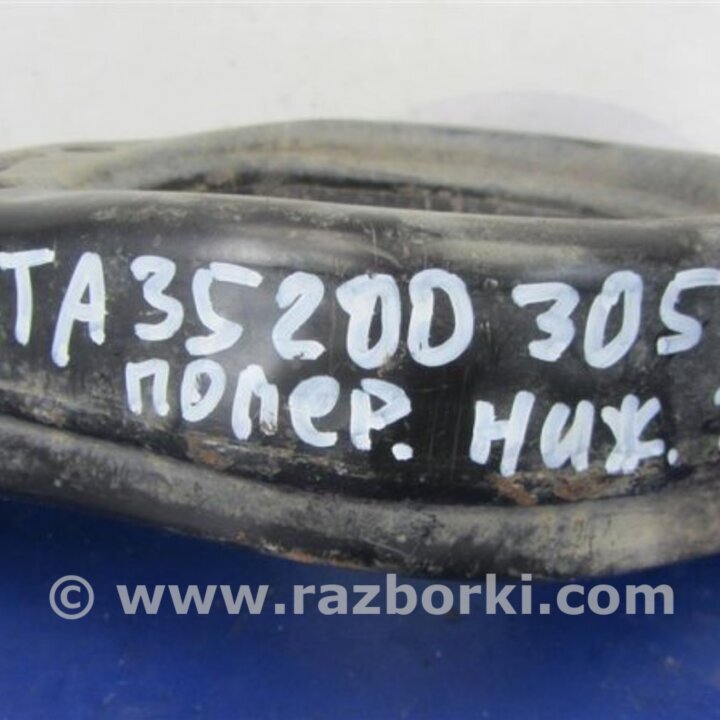 TA35200 305
попер. ниж.
© www.razborki.com